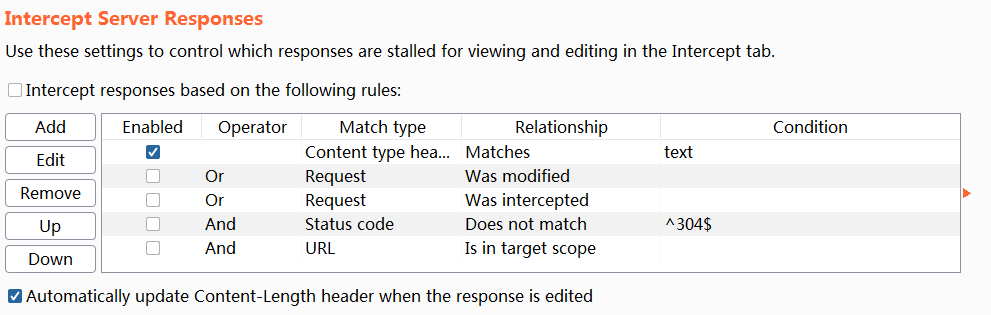 Intercept Server Responses
Use these settings to control which responses are stalled for viewing and editing in the Intercept tab.
Intercept responses based on the following rules:
Add
Edit
Remove
Up
Down
Enabled Operator Match type Relationship Condition
Content type hea... Matches text
Or Request Was modified
Or Request Was intercepted
And Status code Does not match ^304$
And URL Is in target scope
Automatically update Content-Length header when the response is edited